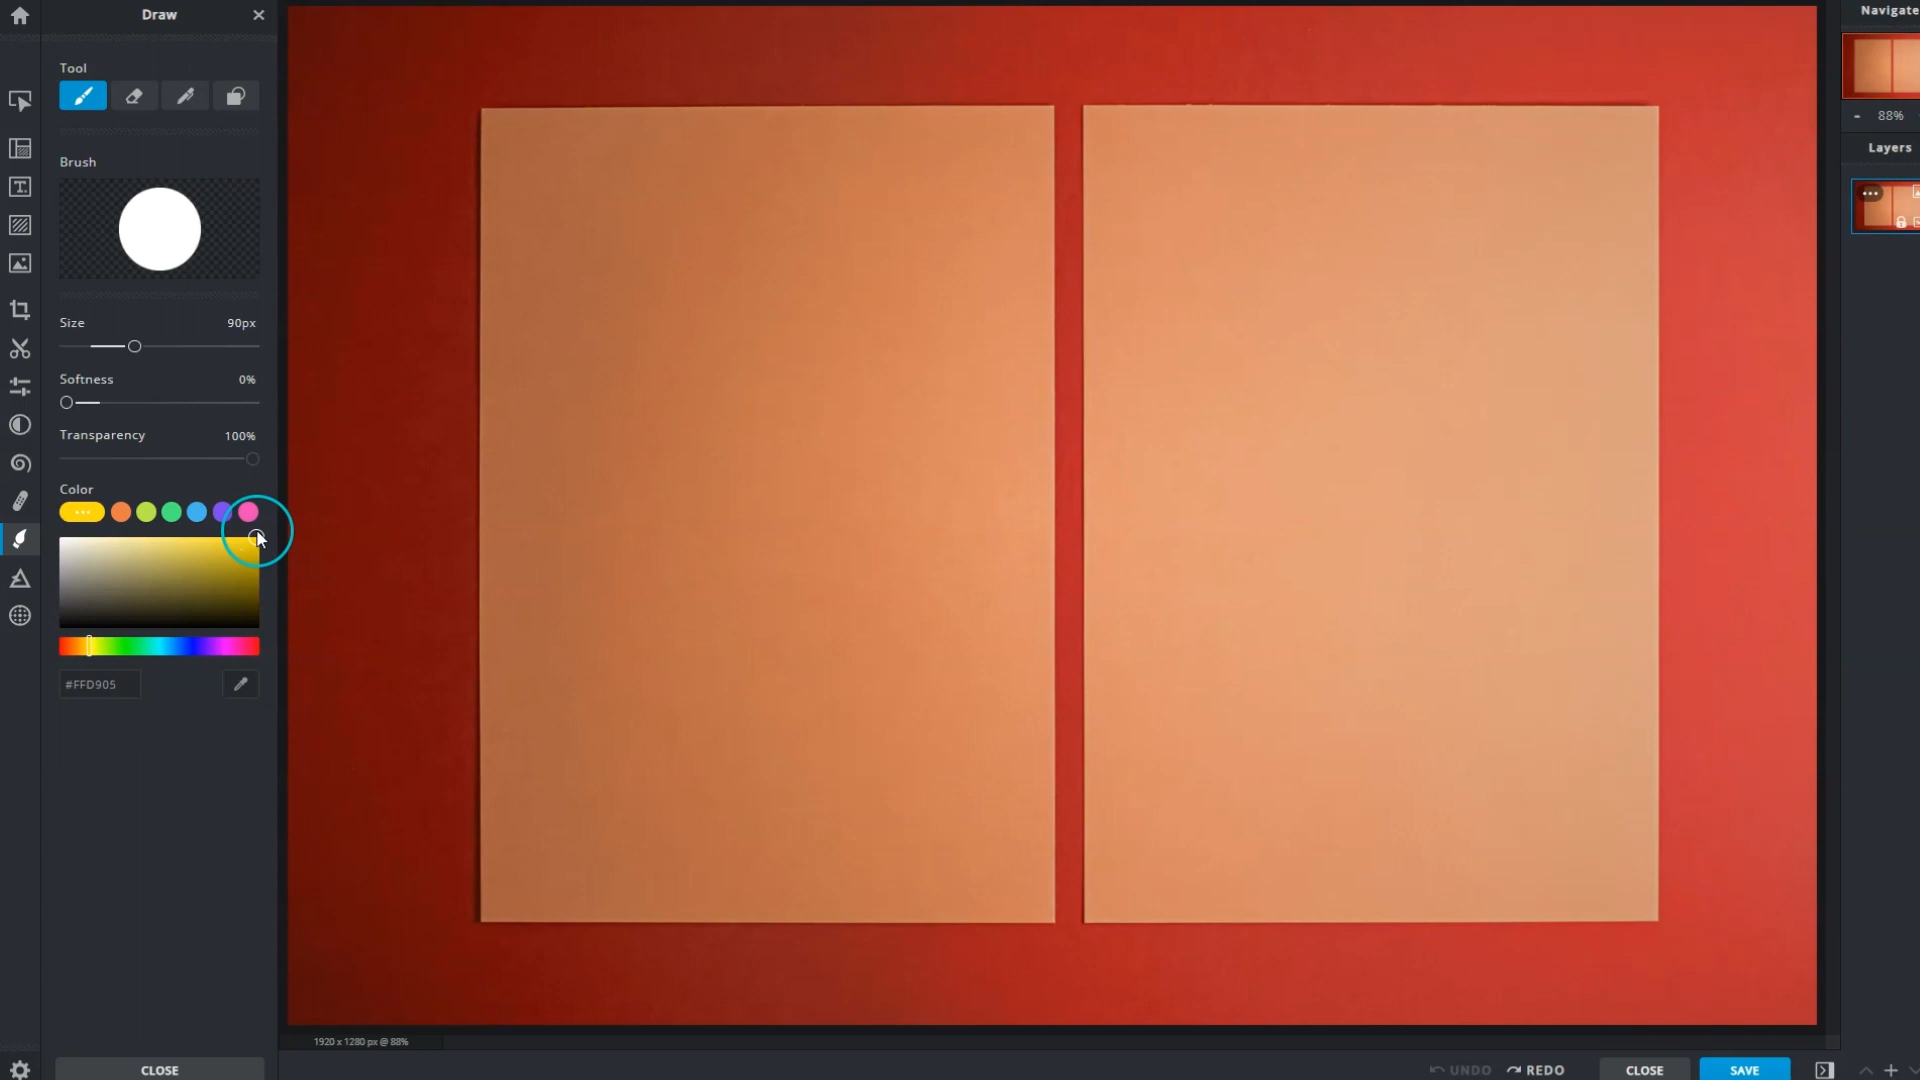 Draw
Navigate
Tool
88%
Layers
Brush
Size 90px
Softness 0%
Transparency 100%
Color
#FFD905
1920 x 1280 px @ 88%
CLOSE
UNDO REDO CLOSE SAVE